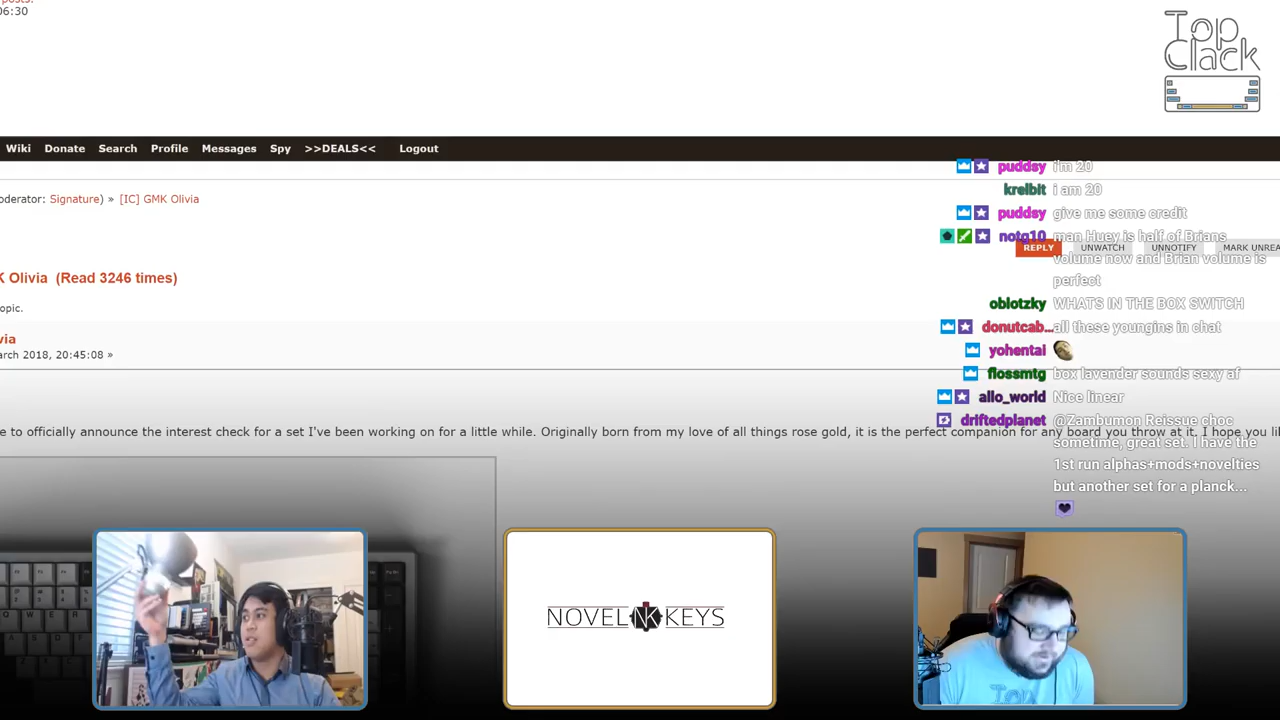 posts.
06:30
Top
Clack
Wiki Donate Search Profile Messages Spy >>DEALS<< Logout
oderator: Signature) » [IC] GMK Olivia
REPLY UNWATCH UNNOTIFY MARK UNREA
K Olivia (Read 3246 times)
opic.
via
arch 2018, 20:45:08 »
e to officially announce the interest check for a set I've been working on for a little while. Originally born from my love of all things rose gold, it is the perfect companion for any board you throw at it. I hope you li
puddsy i'm 20
krelbit i am 20
puddsy give me some credit
notq10 man Huey is half of Brians
volume now and Brian volume is
perfect
oblotzky WHATS IN THE BOX SWITCH
donutcab... all these youngins in chat
yohentai
flossmtg box lavender sounds sexy af
allo_world Nice linear
driftedplanet @Zambumon Reissue choc
sometime, great set. I have the
1st run alphas+mods+novelties
but another set for a planck...
NOVEL NK KEYS
Top